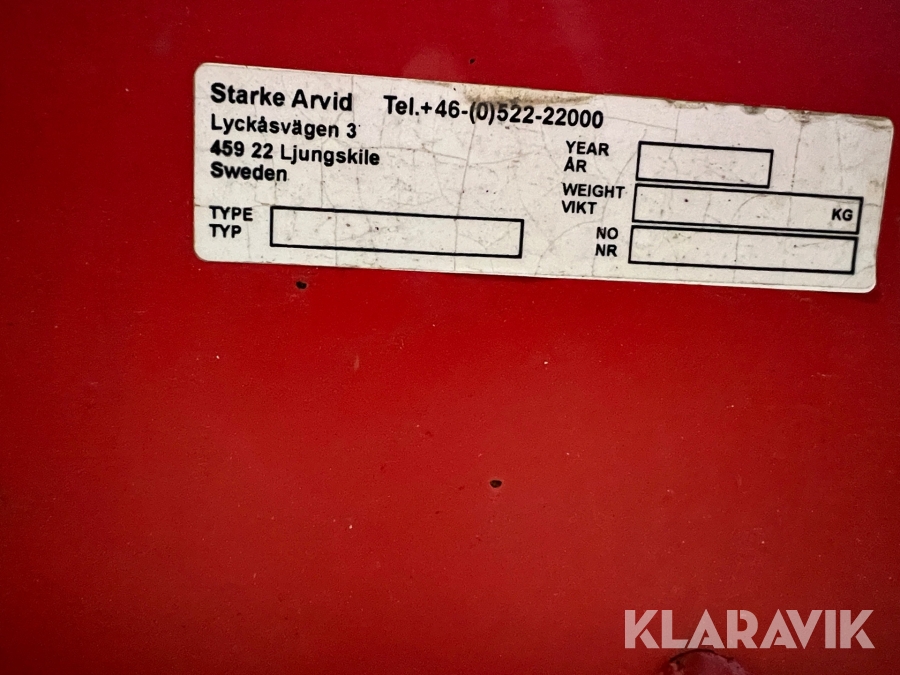 Starke Arvid Tel.+46-(0)522-22000
Lyckåsvägen 3
459 22 Ljungskile
Sweden
TYPE
TYP
YEAR
ÅR
WEIGHT
VIKT
KG
NO
NR
KLARAVIK